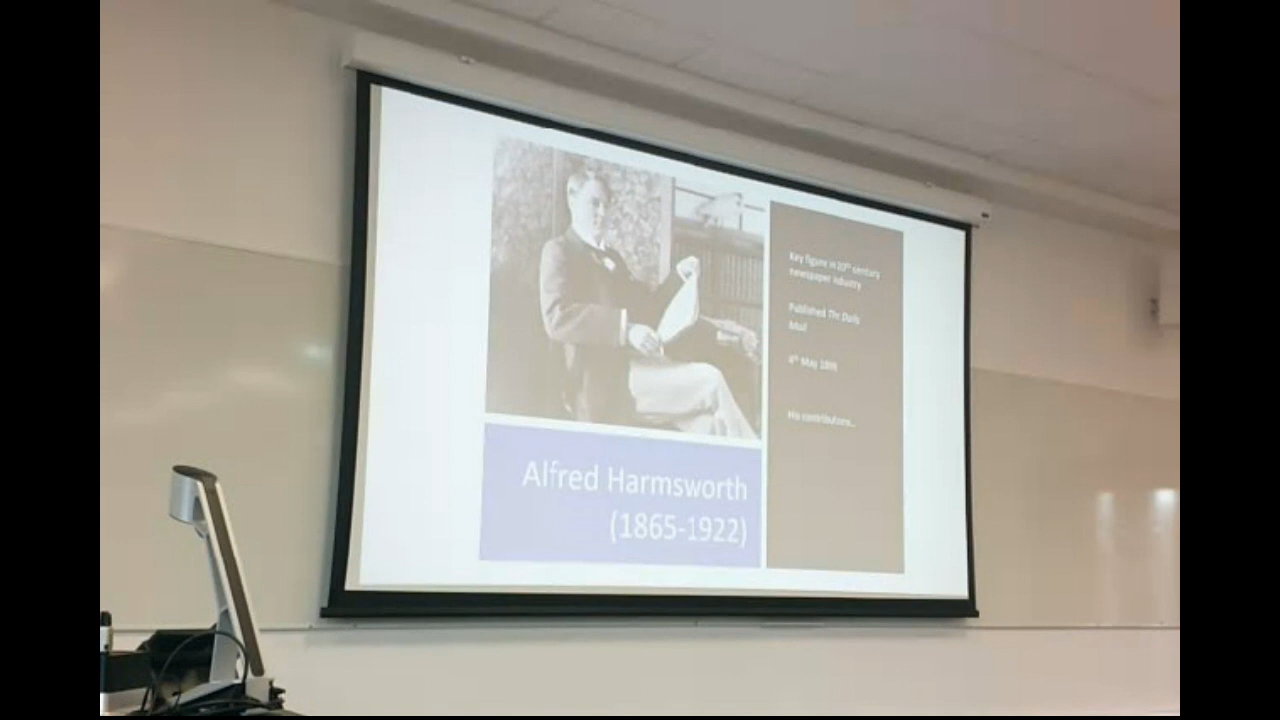 Alfred Harmsworth
(1865-1922)
Key figure in 20th century
newspaper industry
Published The Daily
Mail
4th May 1896
His contributions...